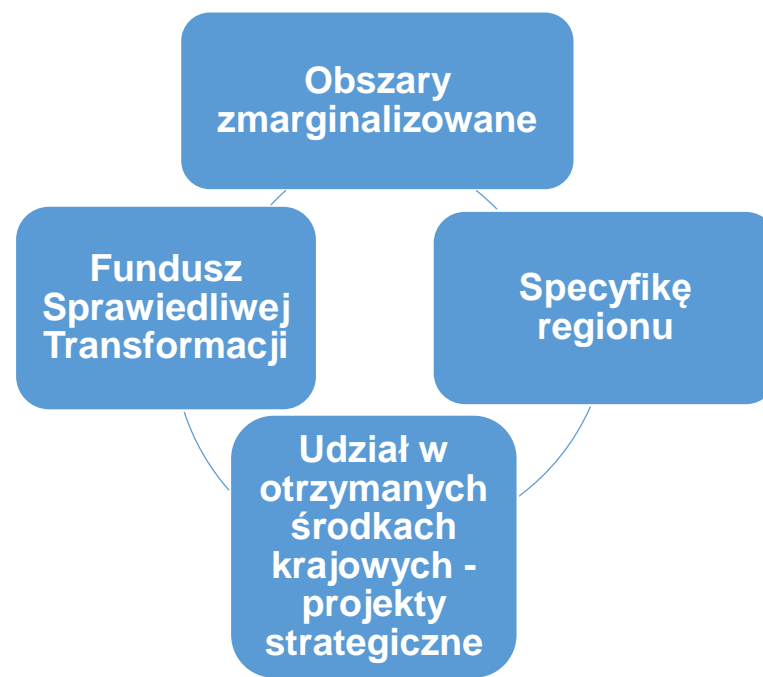 Obszary
zmarginalizowane
Fundusz
Sprawiedliwej
Transformacji
Specyfikę
regionu
Udział w
otrzymanych
środkach
krajowych -
projekty
strategiczne